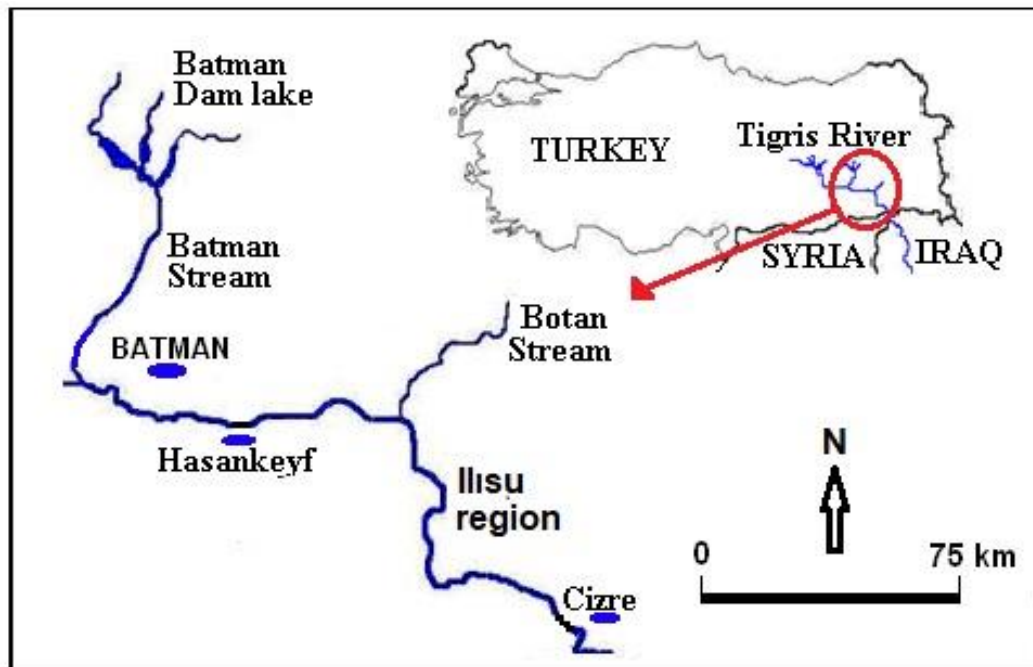 Batman
Dam lake
TURKEY
Tigris River
SYRIA
IRAQ
Batman
Stream
Botan
Stream
BATMAN
Hasankeyf
Ilısu
region
N
0
75 km
Cizre